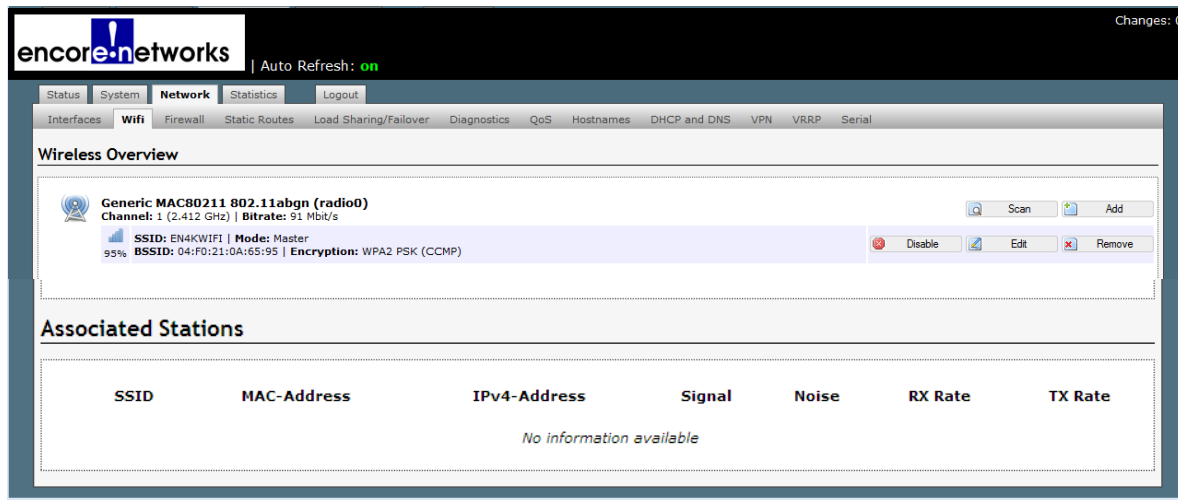 Changes: 0
encore!networks
| Auto Refresh: on
Status System Network Statistics Logout
Interfaces Wifi Firewall Static Routes Load Sharing/Failover Diagnostics QoS Hostnames DHCP and DNS VPN VRRP Serial
Wireless Overview
Generic MAC80211 802.11abgn (radio0)
Channel: 1 (2.412 GHz) | Bitrate: 91 Mbit/s
Scan Add
95%
SSID: EN4KWIFI | Mode: Master
BSSID: 04:F0:21:0A:65:95 | Encryption: WPA2 PSK (CCMP)
Disable Edit Remove
Associated Stations
SSID MAC-Address IPv4-Address Signal Noise RX Rate TX Rate
No information available